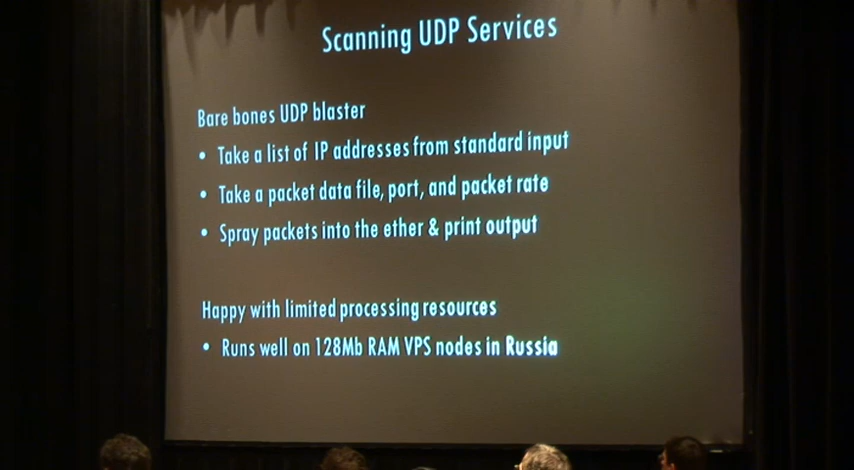 Scanning UDP Services
Bare bones UDP blaster
• Take a list of IP addresses from standard input
• Take a packet data file, port, and packet rate
• Spray packets into the ether & print output
Happy with limited processing resources
• Runs well on 128Mb RAM VPS nodes in Russia